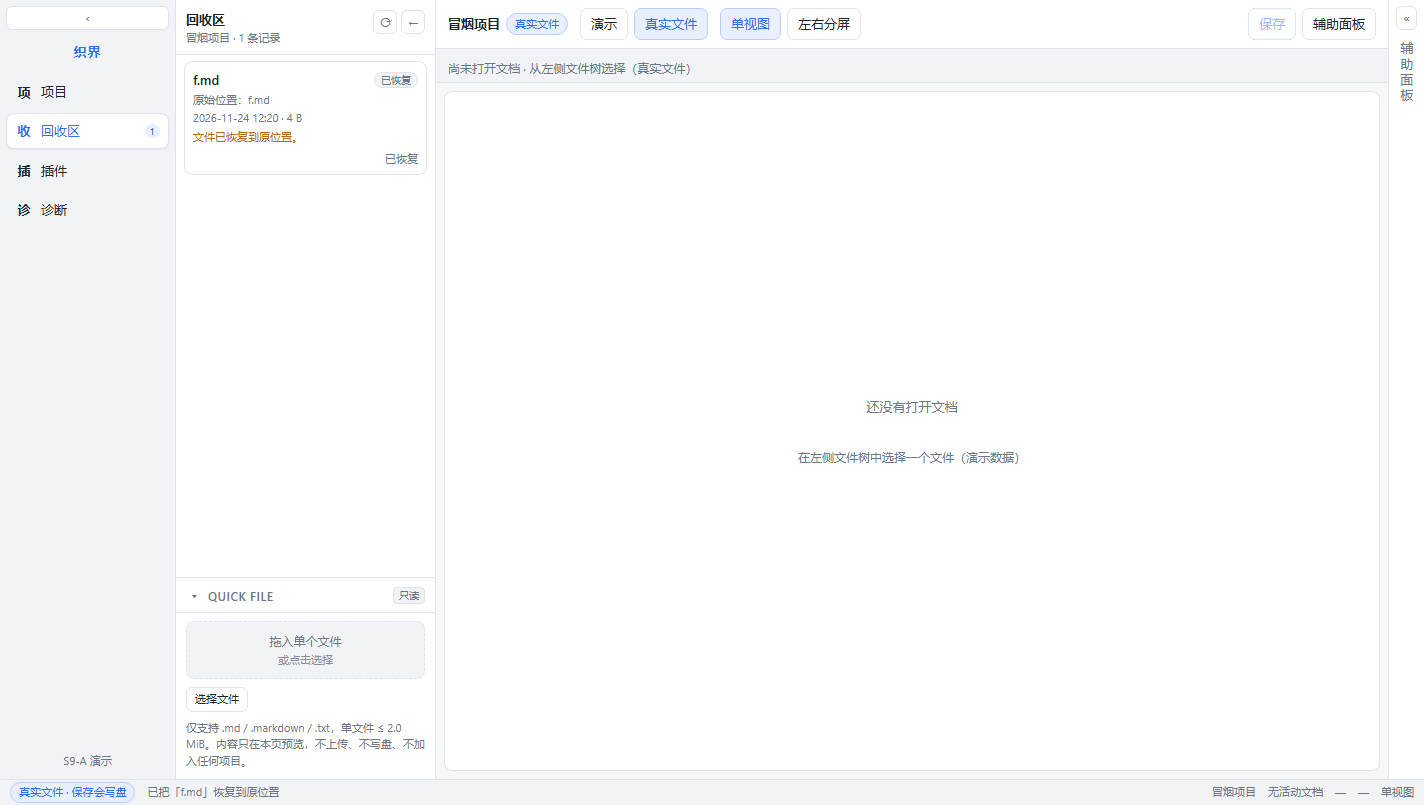 ‹
织界
项 项目
收 回收区 1
插 插件
诊 诊断
S9-A 演示
回收区
冒烟项目 · 1 条记录
⟳ ←
f.md 已恢复
原始位置：f.md
2026-11-24 12:20 · 4 B
文件已恢复到原位置。
已恢复
▾ QUICK FILE 只读
拖入单个文件
或点击选择
选择文件
仅支持 .md / .markdown / .txt，单文件 ≤ 2.0
MiB。内容只在本页预览，不上传、不写盘、不加
入任何项目。
冒烟项目 真实文件 演示 真实文件 单视图 左右分屏 保存 辅助面板
尚未打开文档 · 从左侧文件树选择（真实文件）
还没有打开文档
在左侧文件树中选择一个文件（演示数据）
«
辅
助
面
板
真实文件 · 保存会写盘 已把「f.md」恢复到原位置 冒烟项目 无活动文档 — — 单视图